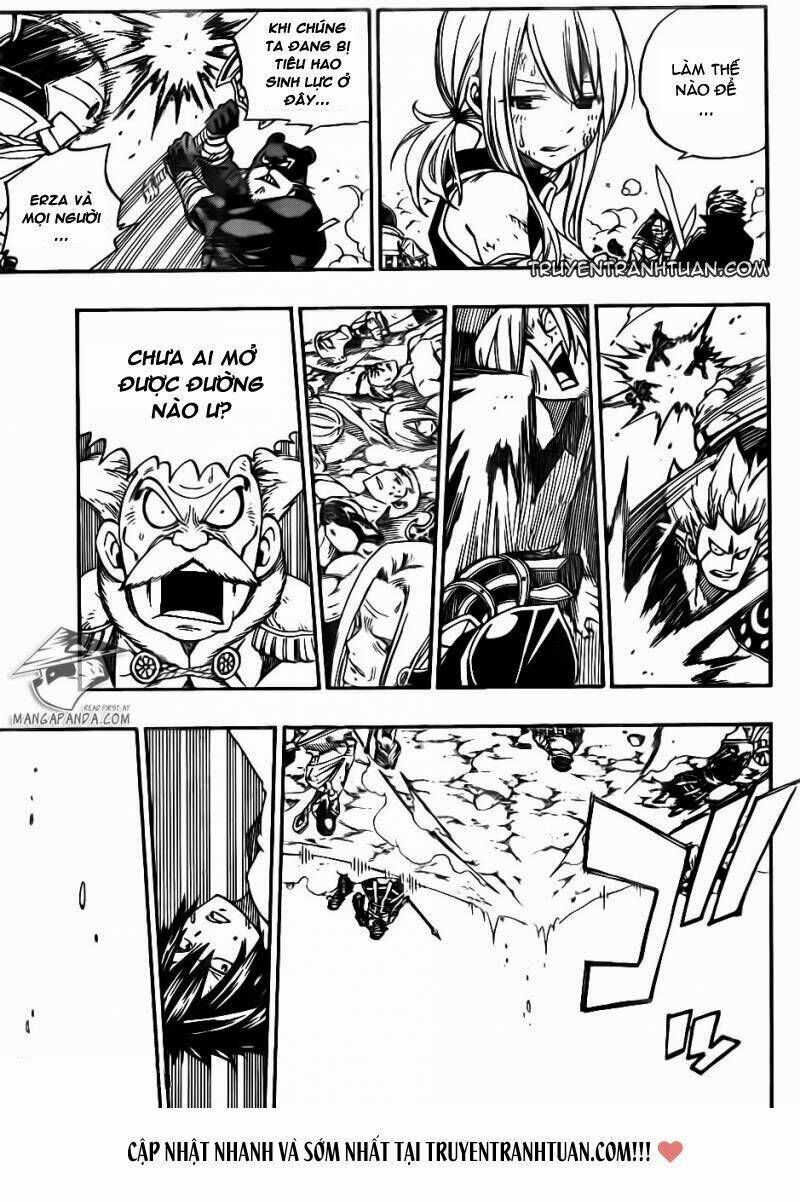 LÀM THẾ
NÀO ĐỂ
...
KHI CHÚNG
TA ĐANG BỊ
TIÊU HAO
SINH LỰC Ở
ĐÂY...
ERZA VÀ
MỌI NGƯỜI
...
TRUYENTRANHTUAN.COM
CHƯA AI MỞ
ĐƯỢC ĐƯỜNG
NÀO Ư?
READ FIRST AT
MANGAPANDA.COM
CẬP NHẬT NHANH VÀ SỚM NHẤT TẠI TRUYENTRANHTUAN.COM!!! ❤